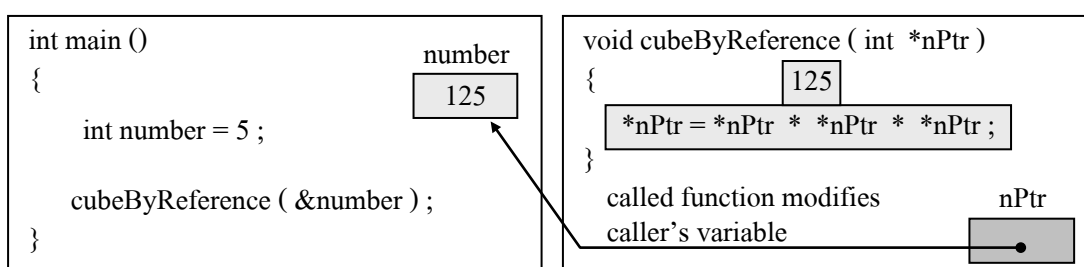 int main ()
{
number
125
int number = 5 ;
cubeByReference ( &number ) ;
}
void cubeByReference ( int *nPtr )
{
125
*nPtr = *nPtr * *nPtr * *nPtr ;
}
called function modifies
caller’s variable
nPtr